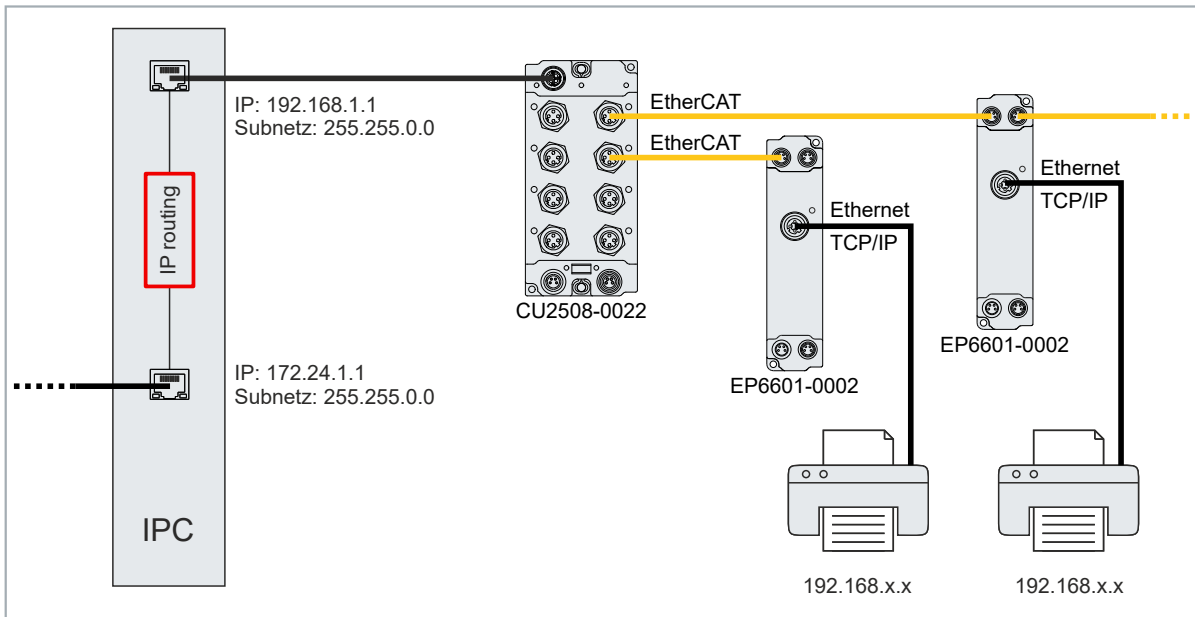 IP: 192.168.1.1
Subnetz: 255.255.0.0
EtherCAT
EtherCAT
Ethernet
TCP/IP
Ethernet
TCP/IP
IP routing
CU2508-0022
EP6601-0002
EP6601-0002
IP: 172.24.1.1
Subnetz: 255.255.0.0
IPC
192.168.x.x
192.168.x.x